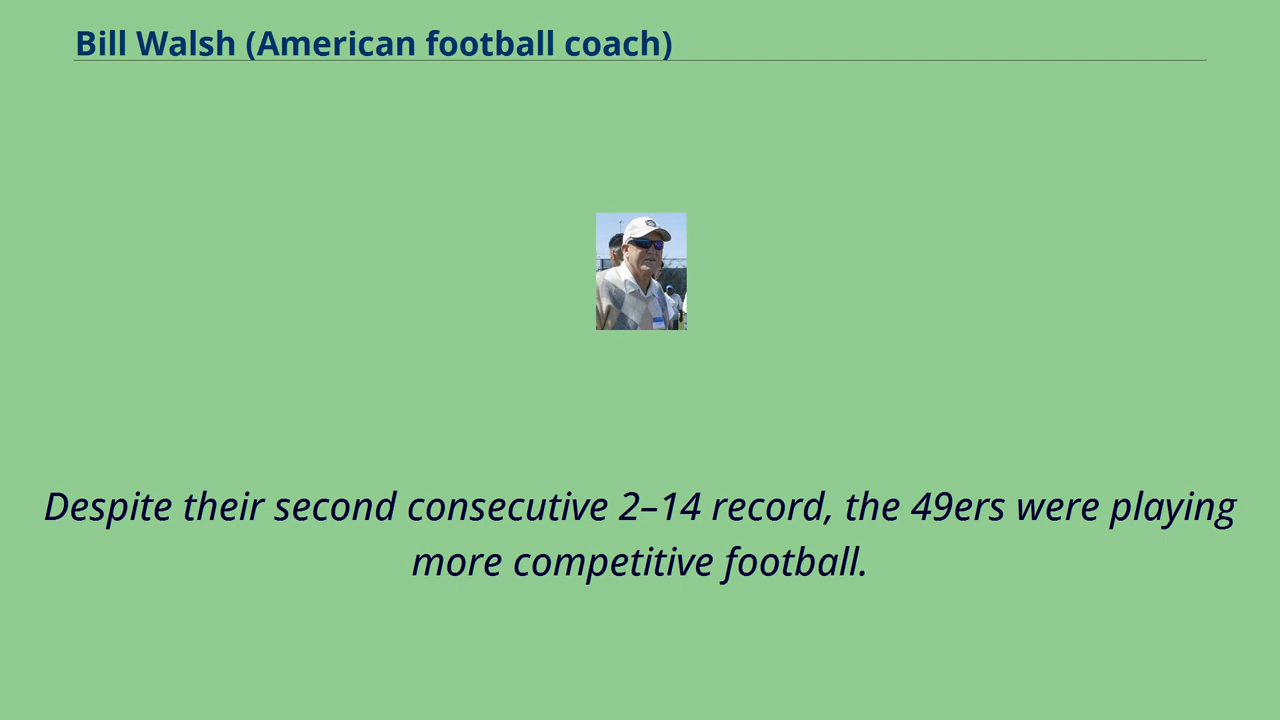 Bill Walsh (American football coach)
Despite their second consecutive 2–14 record, the 49ers were playing
more competitive football.